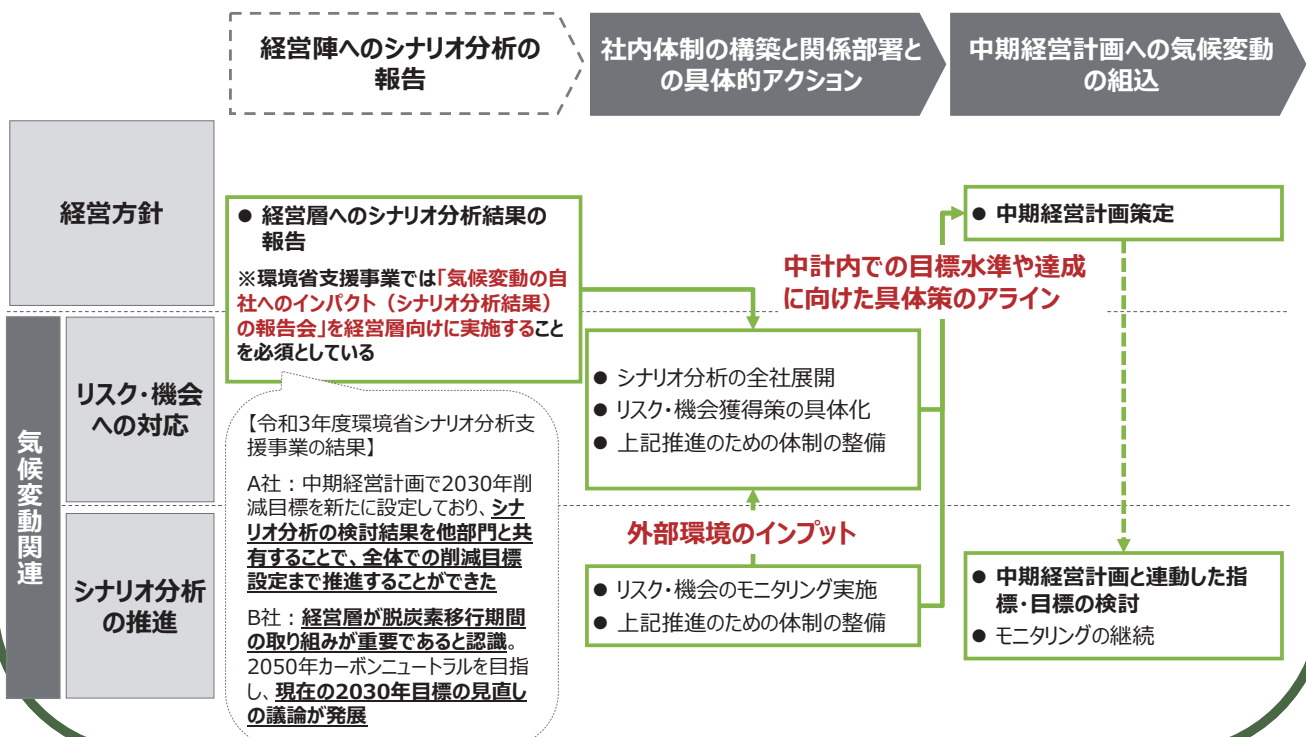 経営陣へのシナリオ分析の
報告
社内体制の構築と関係部署と
の具体的アクション
中期経営計画への気候変動
の組込
経営方針
● 経営層へのシナリオ分析結果の
報告
※環境省支援事業では「気候変動の自
社へのインパクト（シナリオ分析結果）
の報告会」を経営層向けに実施すること
を必須としている
● 中期経営計画策定
中計内での目標水準や達成
に向けた具体策のアライン
気候変動関連
リスク・機会
への対応
● シナリオ分析の全社展開
● リスク・機会獲得策の具体化
● 上記推進のための体制の整備
【令和3年度環境省シナリオ分析支
援事業の結果】
A社：中期経営計画で2030年削
減目標を新たに設定しており、シナ
リオ分析の検討結果を他部門と共
有することで、全体での削減目標
設定まで推進することができた
B社：経営層が脱炭素移行期間
の取り組みが重要であると認識。
2050年カーボンニュートラルを目指
し、現在の2030年目標の見直し
の議論が発展
外部環境のインプット
シナリオ分析
の推進
● リスク・機会のモニタリング実施
● 上記推進のための体制の整備
● 中期経営計画と連動した指
標・目標の検討
● モニタリングの継続